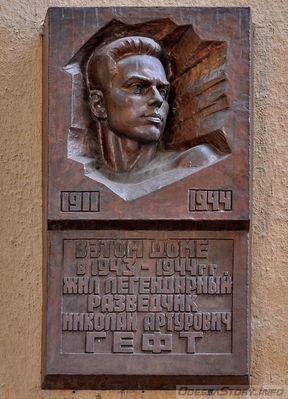 1911 1944
В ЭТОМ ДОМЕ
в 1943 - 1944 гг.
ЖИЛ ЛЕГЕНДАРНЫЙ
РАЗВЕДЧИК
НИКОЛАЙ АРТУРОВИЧ
ГЕФТ
OdessaStory.info